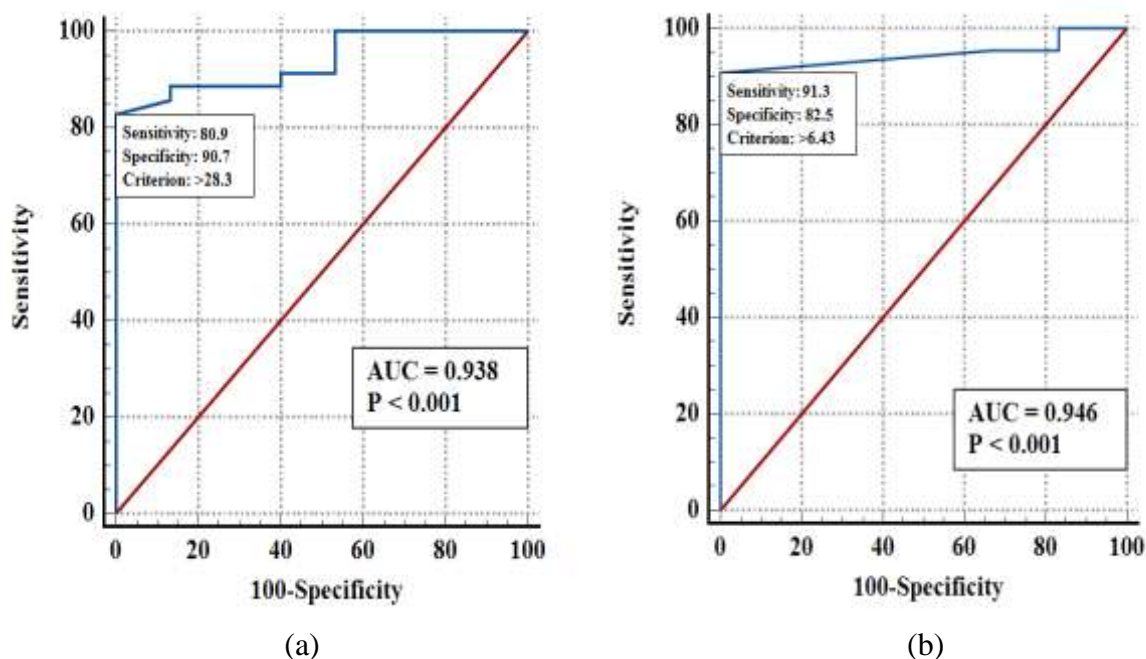 100
80
60
40
20
0
Sensitivity
Sensitivity: 80.9
Specificity: 90.7
Criterion: >28.3
AUC = 0.938
P < 0.001
0 20 40 60 80 100
100-Specificity
(a)
100
80
60
40
20
0
Sensitivity
Sensitivity: 91.3
Specificity: 82.5
Criterion: >6.43
AUC = 0.946
P < 0.001
0 20 40 60 80 100
100-Specificity
(b)